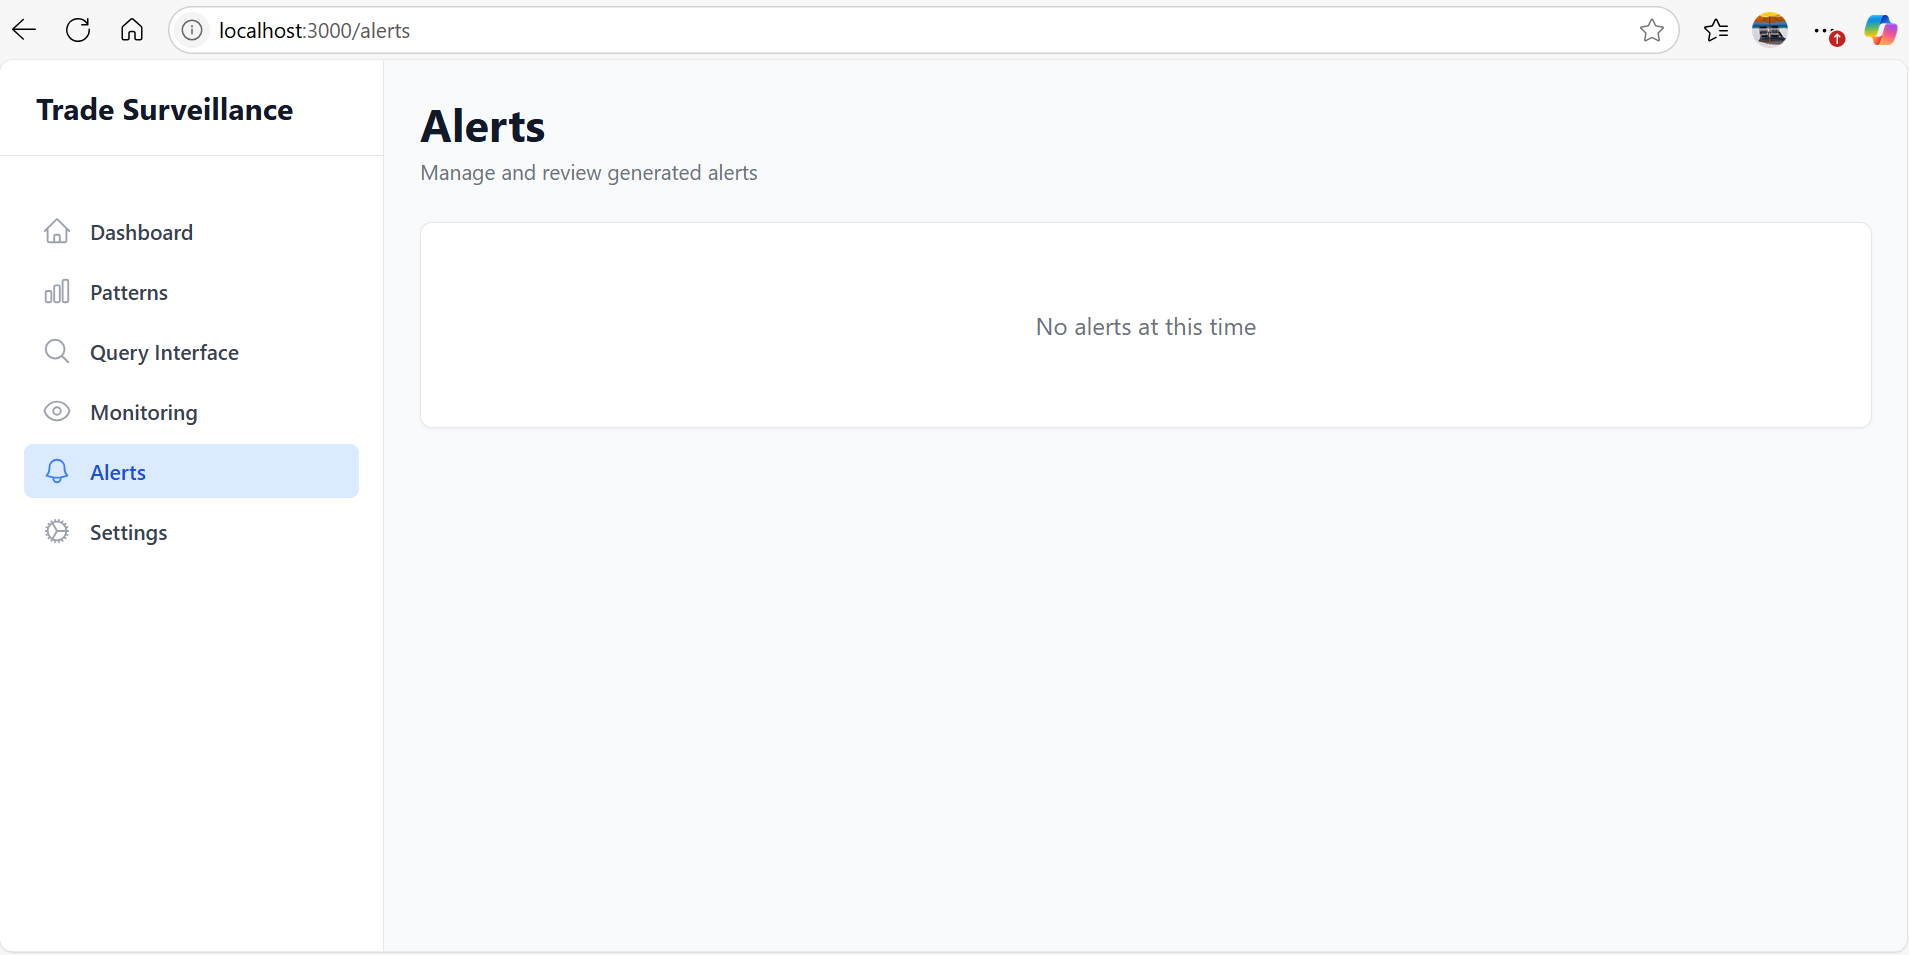 localhost:3000/alerts
Trade Surveillance
Dashboard
Patterns
Query Interface
Monitoring
Alerts
Settings
Alerts
Manage and review generated alerts
No alerts at this time